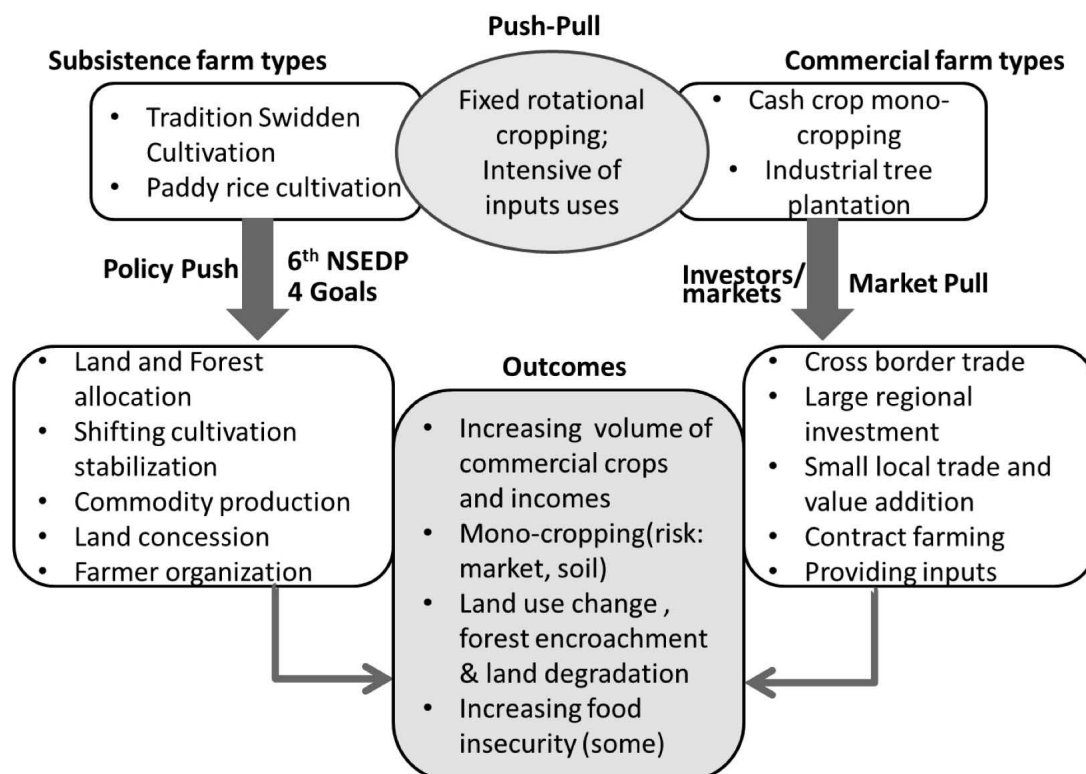 Push-Pull
Subsistence farm types
• Tradition Swidden
Cultivation
• Paddy rice cultivation
Fixed rotational
cropping;
Intensive of
inputs uses
Commercial farm types
• Cash crop mono-
cropping
• Industrial tree
plantation
Policy Push
6th NSEDP
4 Goals
Investors/
markets
Market Pull
• Land and Forest
allocation
• Shifting cultivation
stabilization
• Commodity production
• Land concession
• Farmer organization
Outcomes
• Increasing volume of
commercial crops
and incomes
• Mono-cropping(risk:
market, soil)
• Land use change ,
forest encroachment
& land degradation
• Increasing food
insecurity (some)
• Cross border trade
• Large regional
investment
• Small local trade and
value addition
• Contract farming
• Providing inputs